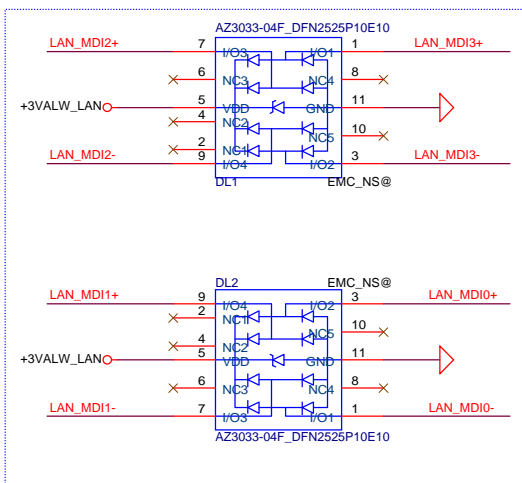 AZ3033-04F_DFN2525P10E10
LAN_MDI2+ 7 I/O3 I/O1 1 LAN_MDI3+
6 NC3 NC4 8
+3VALW_LAN 5 VDD GND 11
4 NC2
NC5 10
2 NC1
LAN_MDI2- 9 I/O4 I/O2 3 LAN_MDI3-
DL1 EMC_NS@
DL2 EMC_NS@
LAN_MDI1+ 9 I/O4 I/O2 3 LAN_MDI0+
2 NC1
NC5 10
4 NC2
+3VALW_LAN 5 VDD GND 11
6 NC3 NC4 8
LAN_MDI1- 7 I/O3 I/O1 1 LAN_MDI0-
AZ3033-04F_DFN2525P10E10